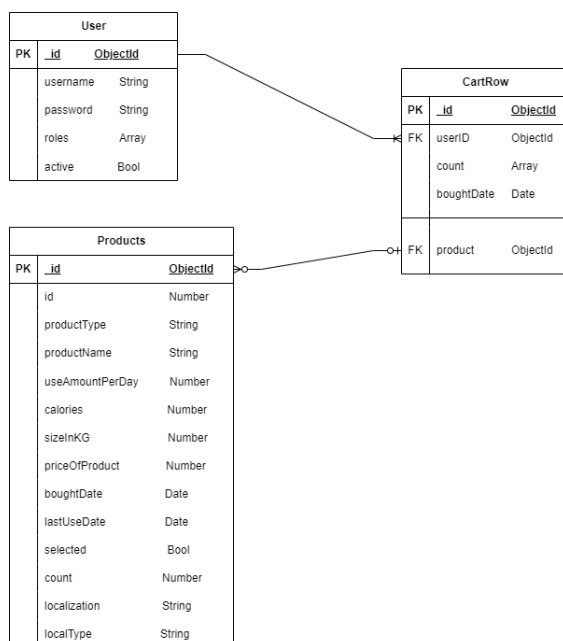 User
PK _id ObjectId
username String
password String
roles Array
active Bool
CartRow
PK _id ObjectId
FK userID ObjectId
count Array
boughtDate Date
FK product ObjectId
Products
PK _id ObjectId
id Number
productType String
productName String
useAmountPerDay Number
calories Number
sizeInKG Number
priceOfProduct Number
boughtDate Date
lastUseDate Date
selected Bool
count Number
localization String
localType String